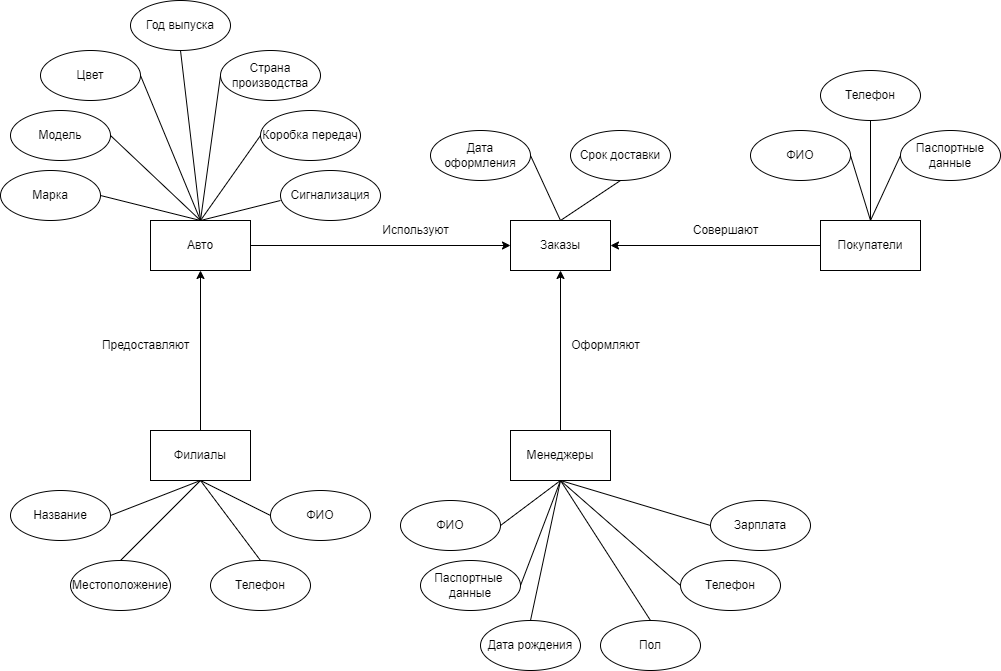 Год выпуска
Цвет
Страна
производства
Модель
Коробка передач
Марка
Сигнализация
Авто
Используют
Дата
оформления
Срок доставки
Заказы
Совершают
Телефон
ФИО
Паспортные
данные
Покупатели
Предоставляют
Оформляют
Филиалы
Название
ФИО
Местоположение
Телефон
Менеджеры
ФИО
Зарплата
Паспортные
данные
Телефон
Дата рождения
Пол